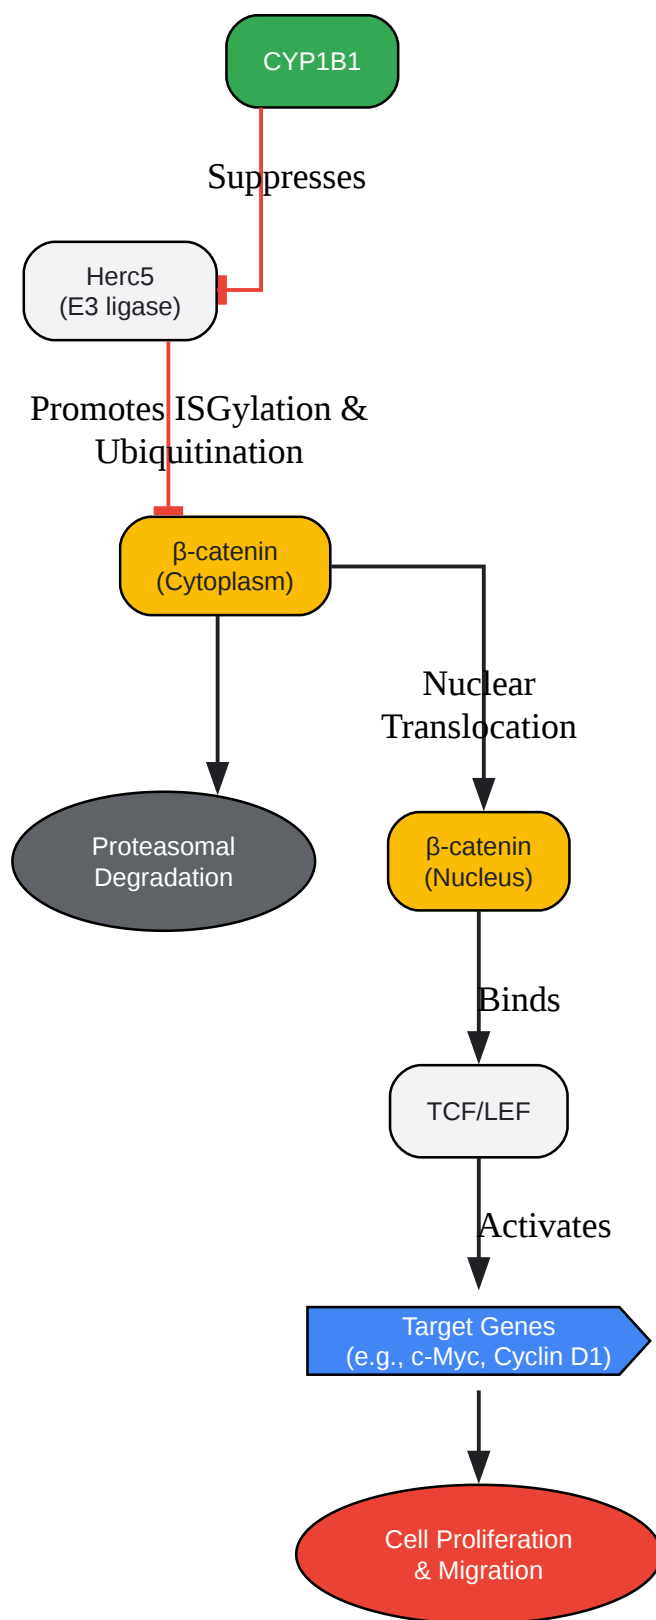 CYP1B1
Suppresses
Herc5
(E3 ligase)
Promotes ISGylation &
Ubiquitination
β-catenin
(Cytoplasm)
Nuclear
Translocation
Proteasomal
Degradation
β-catenin
(Nucleus)
Binds
TCF/LEF
Activates
Target Genes
(e.g., c-Myc, Cyclin D1)
Cell Proliferation
& Migration